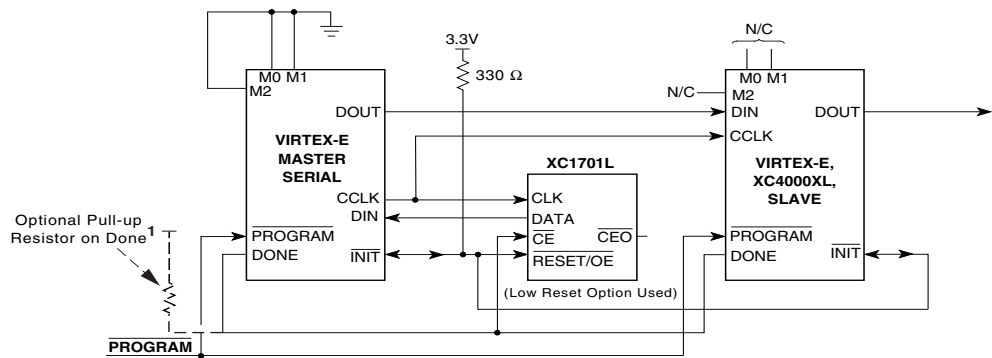 N/C
3.3V
330 Ω
M0 M1
M2
DOUT
VIRTEX-E
MASTER
SERIAL
CCLK
DIN
PROGRAM
DONE
INIT
Optional Pull-up
Resistor on Done1
XC1701L
CLK
DATA
CE
CEO
RESET/OE
(Low Reset Option Used)
N/C
M0 M1
M2
DIN
DOUT
CCLK
VIRTEX-E,
XC4000XL,
SLAVE
PROGRAM
DONE
INIT
PROGRAM